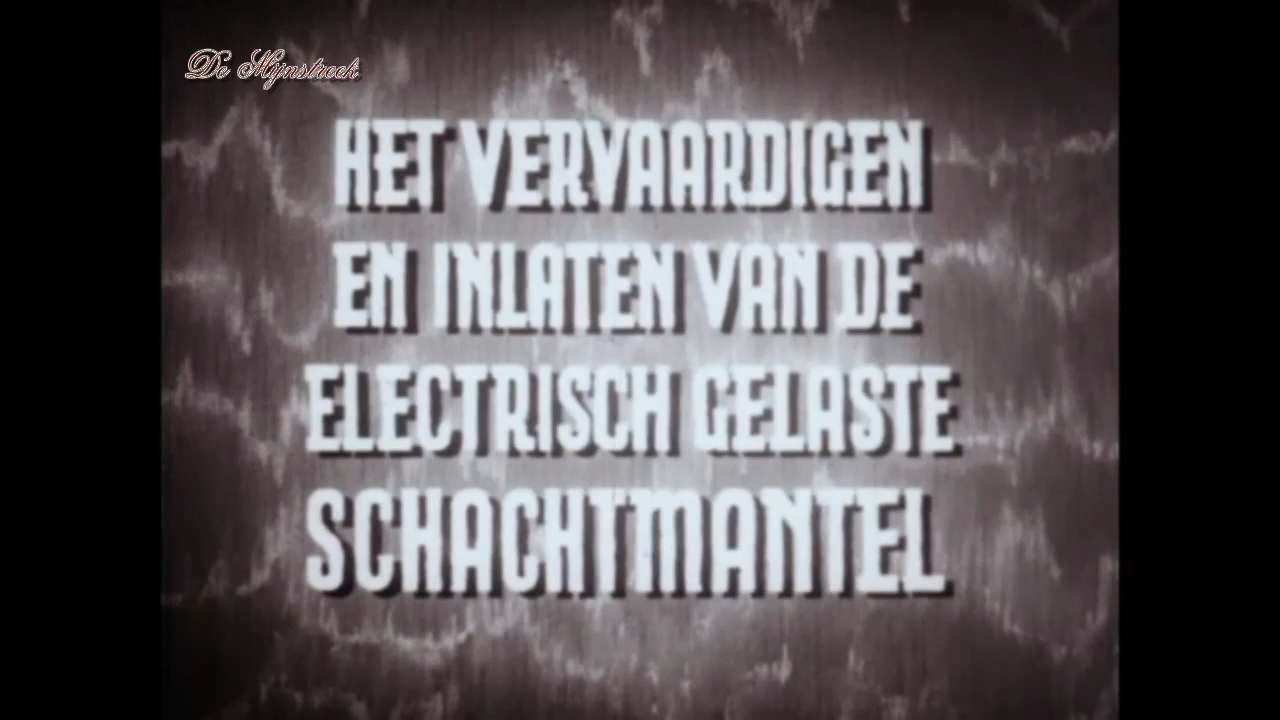 De Mijnstreek
HET VERVAARDIGEN
EN INLATEN VAN DE
ELECTRISCH GELASTE
SCHACHTMANTEL